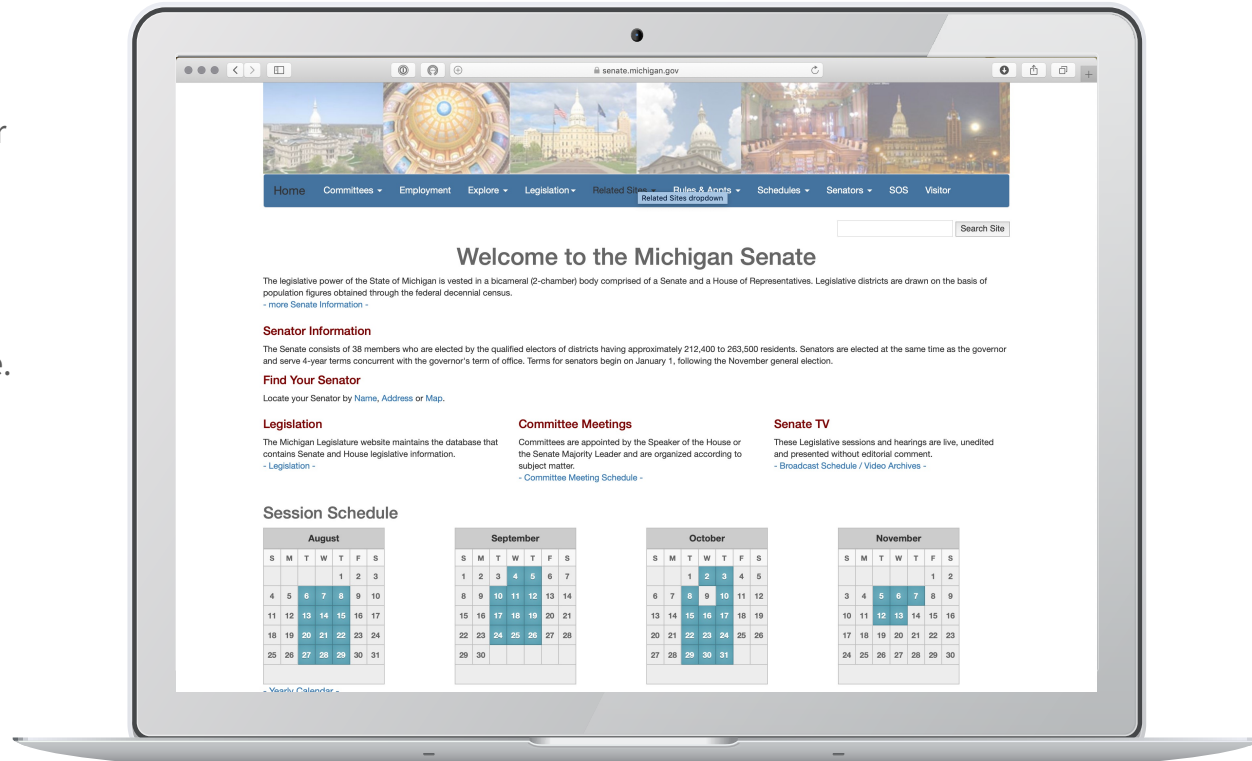 r
e.
senate.michigan.gov
Home Committees Employment Explore Legislation Related Sites Rules & Appts Schedules Senators SOS Visitor
Related Sites dropdown
Search Site
Welcome to the Michigan Senate
The legislative power of the State of Michigan is vested in a bicameral (2-chamber) body comprised of a Senate and a House of Representatives. Legislative districts are drawn on the basis of
population figures obtained through the federal decennial census.
- more Senate Information -
Senator Information
The Senate consists of 38 members who are elected by the qualified electors of districts having approximately 212,400 to 263,500 residents. Senators are elected at the same time as the governor
and serve 4-year terms concurrent with the governor's term of office. Terms for senators begin on January 1, following the November general election.
Find Your Senator
Locate your Senator by Name, Address or Map.
Legislation
The Michigan Legislature website maintains the database that
contains Senate and House legislative information.
- Legislation -
Committee Meetings
Committees are appointed by the Speaker of the House or
the Senate Majority Leader and are organized according to
subject matter.
- Committee Meeting Schedule -
Senate TV
These Legislative sessions and hearings are live, unedited
and presented without editorial comment.
- Broadcast Schedule / Video Archives -
Session Schedule
August
S M T W T F S
1 2 3
4 5 6 7 8 9 10
11 12 13 14 15 16 17
18 19 20 21 22 23 24
25 26 27 28 29 30 31
September
S M T W T F S
1 2 3 4 5 6 7
8 9 10 11 12 13 14
15 16 17 18 19 20 21
22 23 24 25 26 27 28
29 30
October
S M T W T F S
1 2 3 4 5
6 7 8 9 10 11 12
13 14 15 16 17 18 19
20 21 22 23 24 25 26
27 28 29 30 31
November
S M T W T F S
1 2
3 4 5 6 7 8 9
10 11 12 13 14 15 16
17 18 19 20 21 22 23
24 25 26 27 28 29 30
- Yearly Calendar -